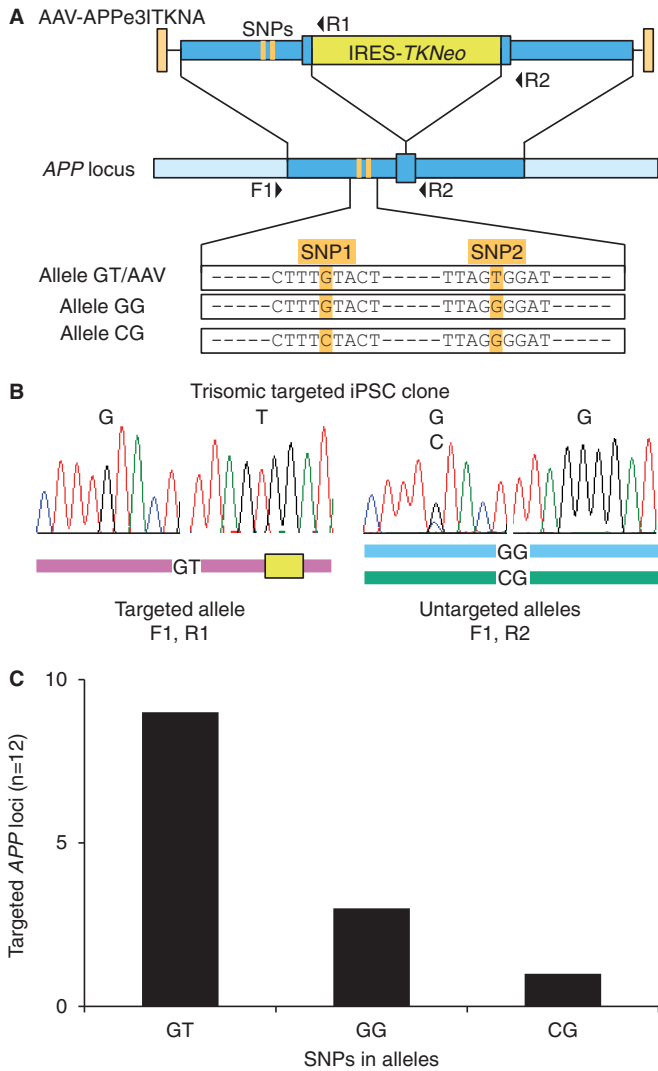 A AAV-APPe3ITKNA
SNPs
R1
IRES-TKNeo
R2
APP locus
F1
R2
SNP1 SNP2
Allele GT/AAV -----CTTTGTACT-----TTAGTGGAT-----
Allele GG -----CTTTGTACT-----TTAGGGGAT-----
Allele CG -----CTTTCTACT-----TTAGGGGAT-----
B Trisomic targeted iPSC clone
G T G G
C
GT
GG
CG
Targeted allele Untargeted alleles
F1, R1 F1, R2
C
10
5
0
Targeted APP loci (n=12)
GT GG CG
SNPs in alleles